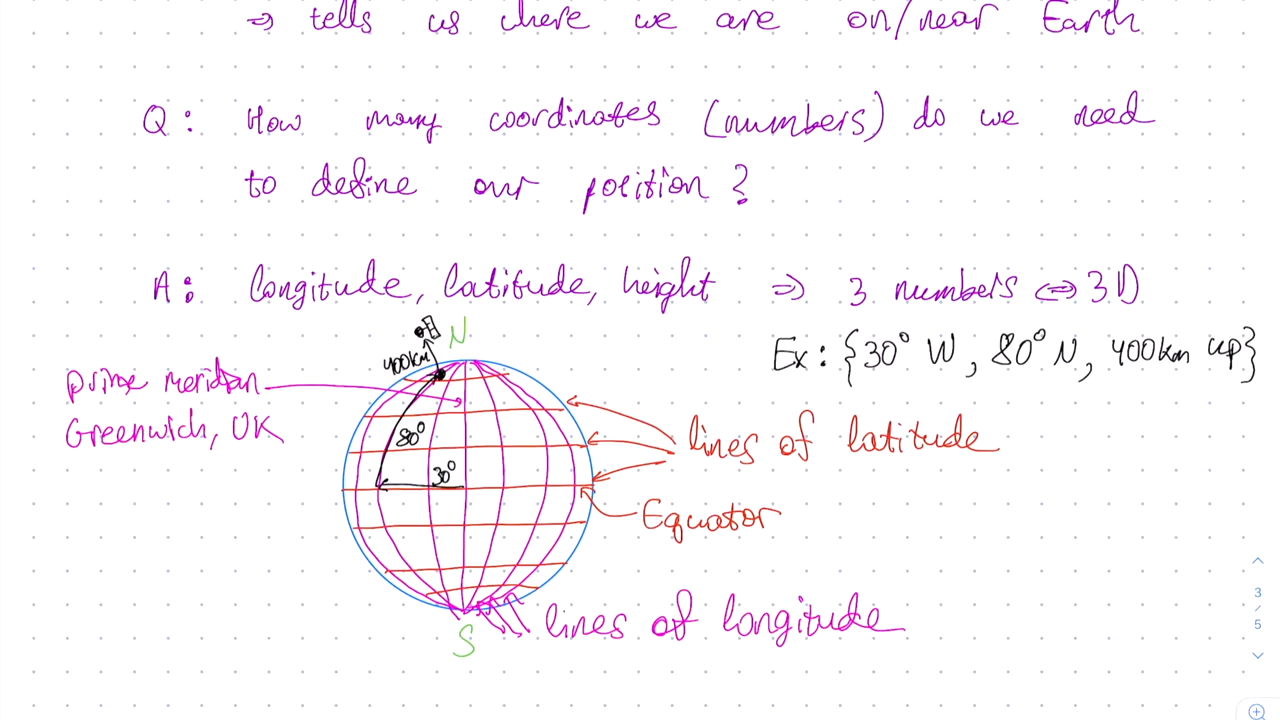 ⇒ tells us where we are on/near Earth
Q: How many coordinates (numbers) do we need
to define our position?
A: longitude, latitude, height ⇒ 3 numbers ⇔ 3D
Ex: {30° W, 80° N, 400km up}
N
400km
prime meridian
Greenwich, UK
80°
30°
lines of latitude
Equator
lines of longitude
S
3
/
5